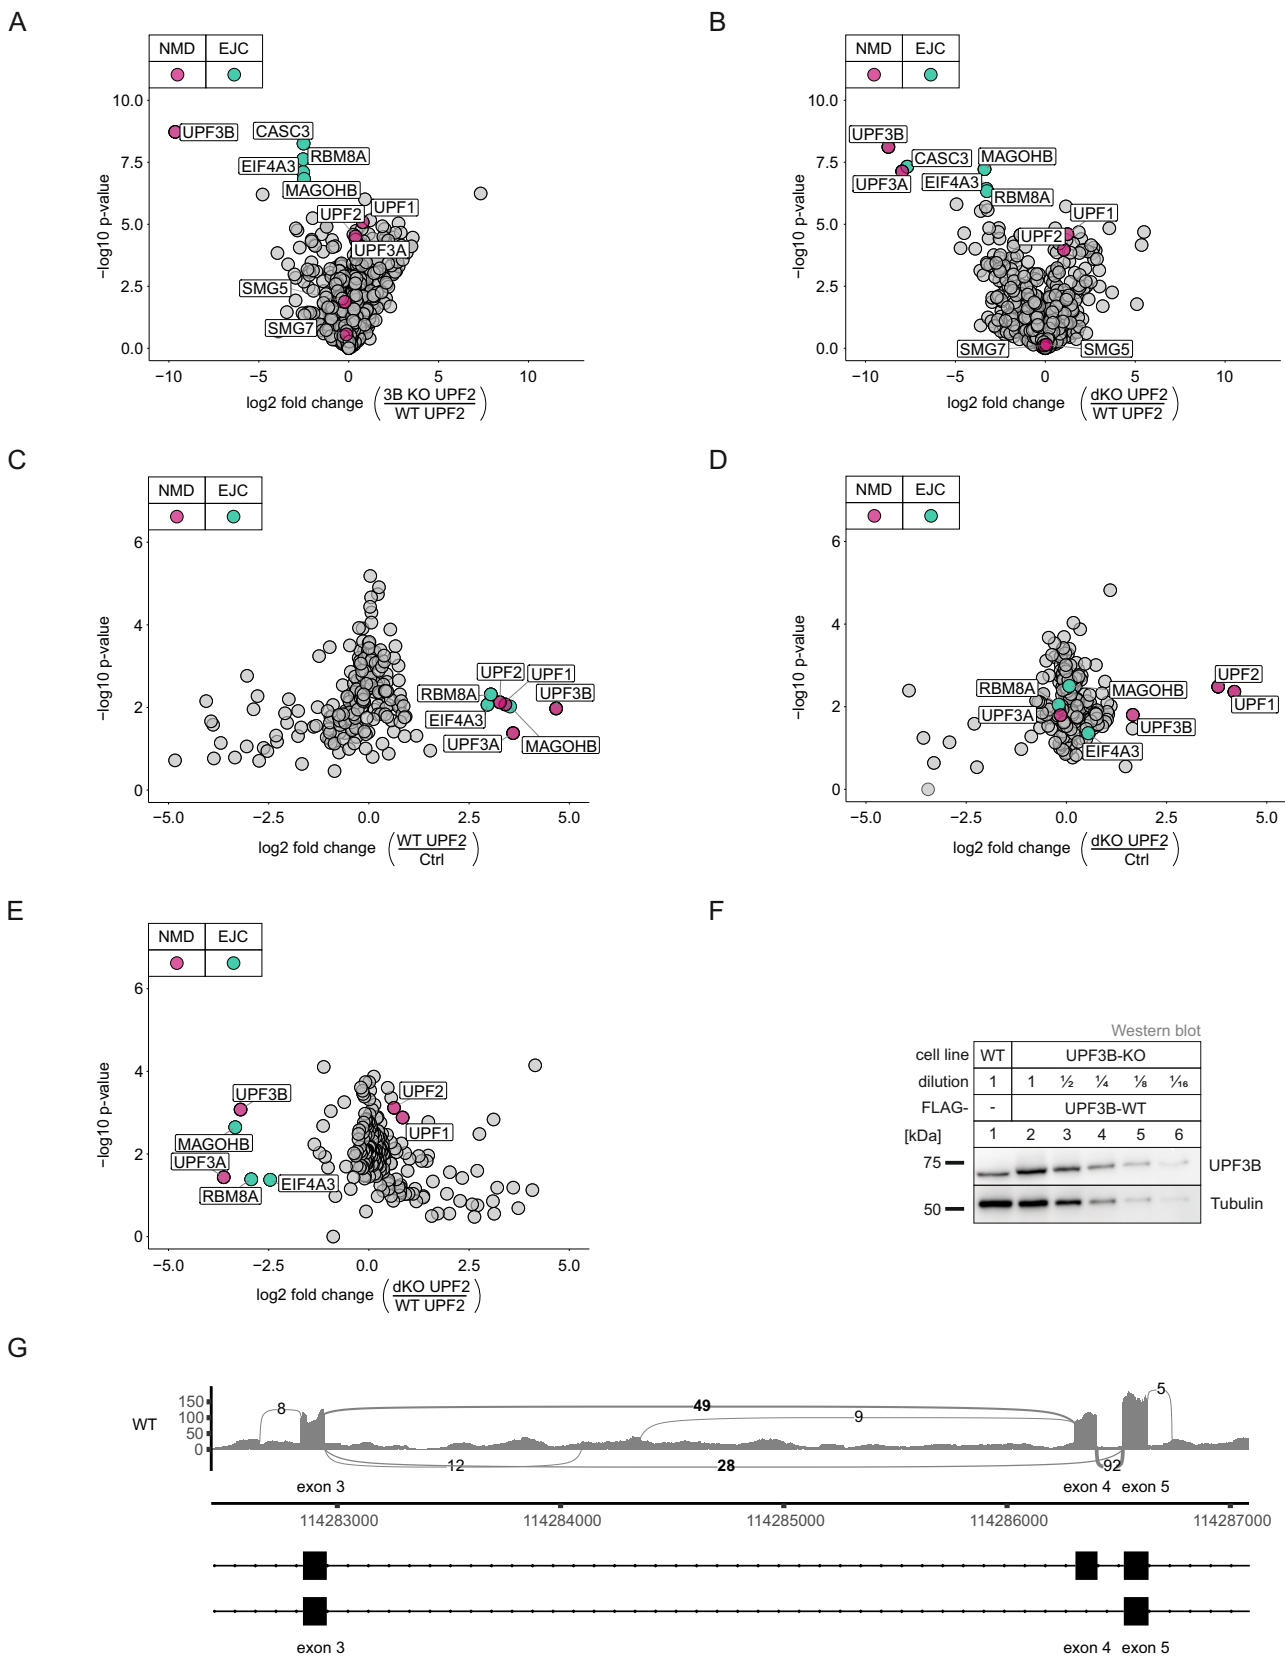 A
NMD EJC
10.0
7.5
5.0
2.5
0.0
−log10 p-value
UPF3B
CASC3
RBM8A
EIF4A3
MAGOHB
UPF2
UPF1
UPF3A
SMG5
SMG7
−10 −5 0 5 10
log2 fold change (3B KO UPF2
WT UPF2)
B
NMD EJC
10.0
7.5
5.0
2.5
0.0
−log10 p-value
UPF3B
CASC3
MAGOHB
UPF3A
EIF4A3
RBM8A
UPF1
UPF2
SMG7
SMG5
−10 −5 0 5 10
log2 fold change (dKO UPF2
WT UPF2)
C
NMD EJC
6
4
2
0
−log10 p-value
UPF2
UPF1
RBM8A
UPF3B
EIF4A3
UPF3A
MAGOHB
−5.0 −2.5 0.0 2.5 5.0
log2 fold change (WT UPF2
Ctrl)
D
NMD EJC
6
4
2
0
−log10 p-value
UPF2
RBM8A
MAGOHB
UPF1
UPF3A
UPF3B
EIF4A3
−5.0 −2.5 0.0 2.5 5.0
log2 fold change (dKO UPF2
Ctrl)
E
NMD EJC
6
4
2
0
−log10 p-value
UPF3B
UPF2
MAGOHB
UPF1
UPF3A
RBM8A
EIF4A3
−5.0 −2.5 0.0 2.5 5.0
log2 fold change (dKO UPF2
WT UPF2)
F
Western blot
cell line WT UPF3B-KO
dilution 1 1 ½ ¼ ⅛ 1⁄16
FLAG- - UPF3B-WT
[kDa] 1 2 3 4 5 6
75 UPF3B
50 Tubulin
G
WT
150
100
50
0
8
49
9
5
12
28
92
exon 3 exon 4 exon 5
114283000 114284000 114285000 114286000 114287000
exon 3 exon 4 exon 5